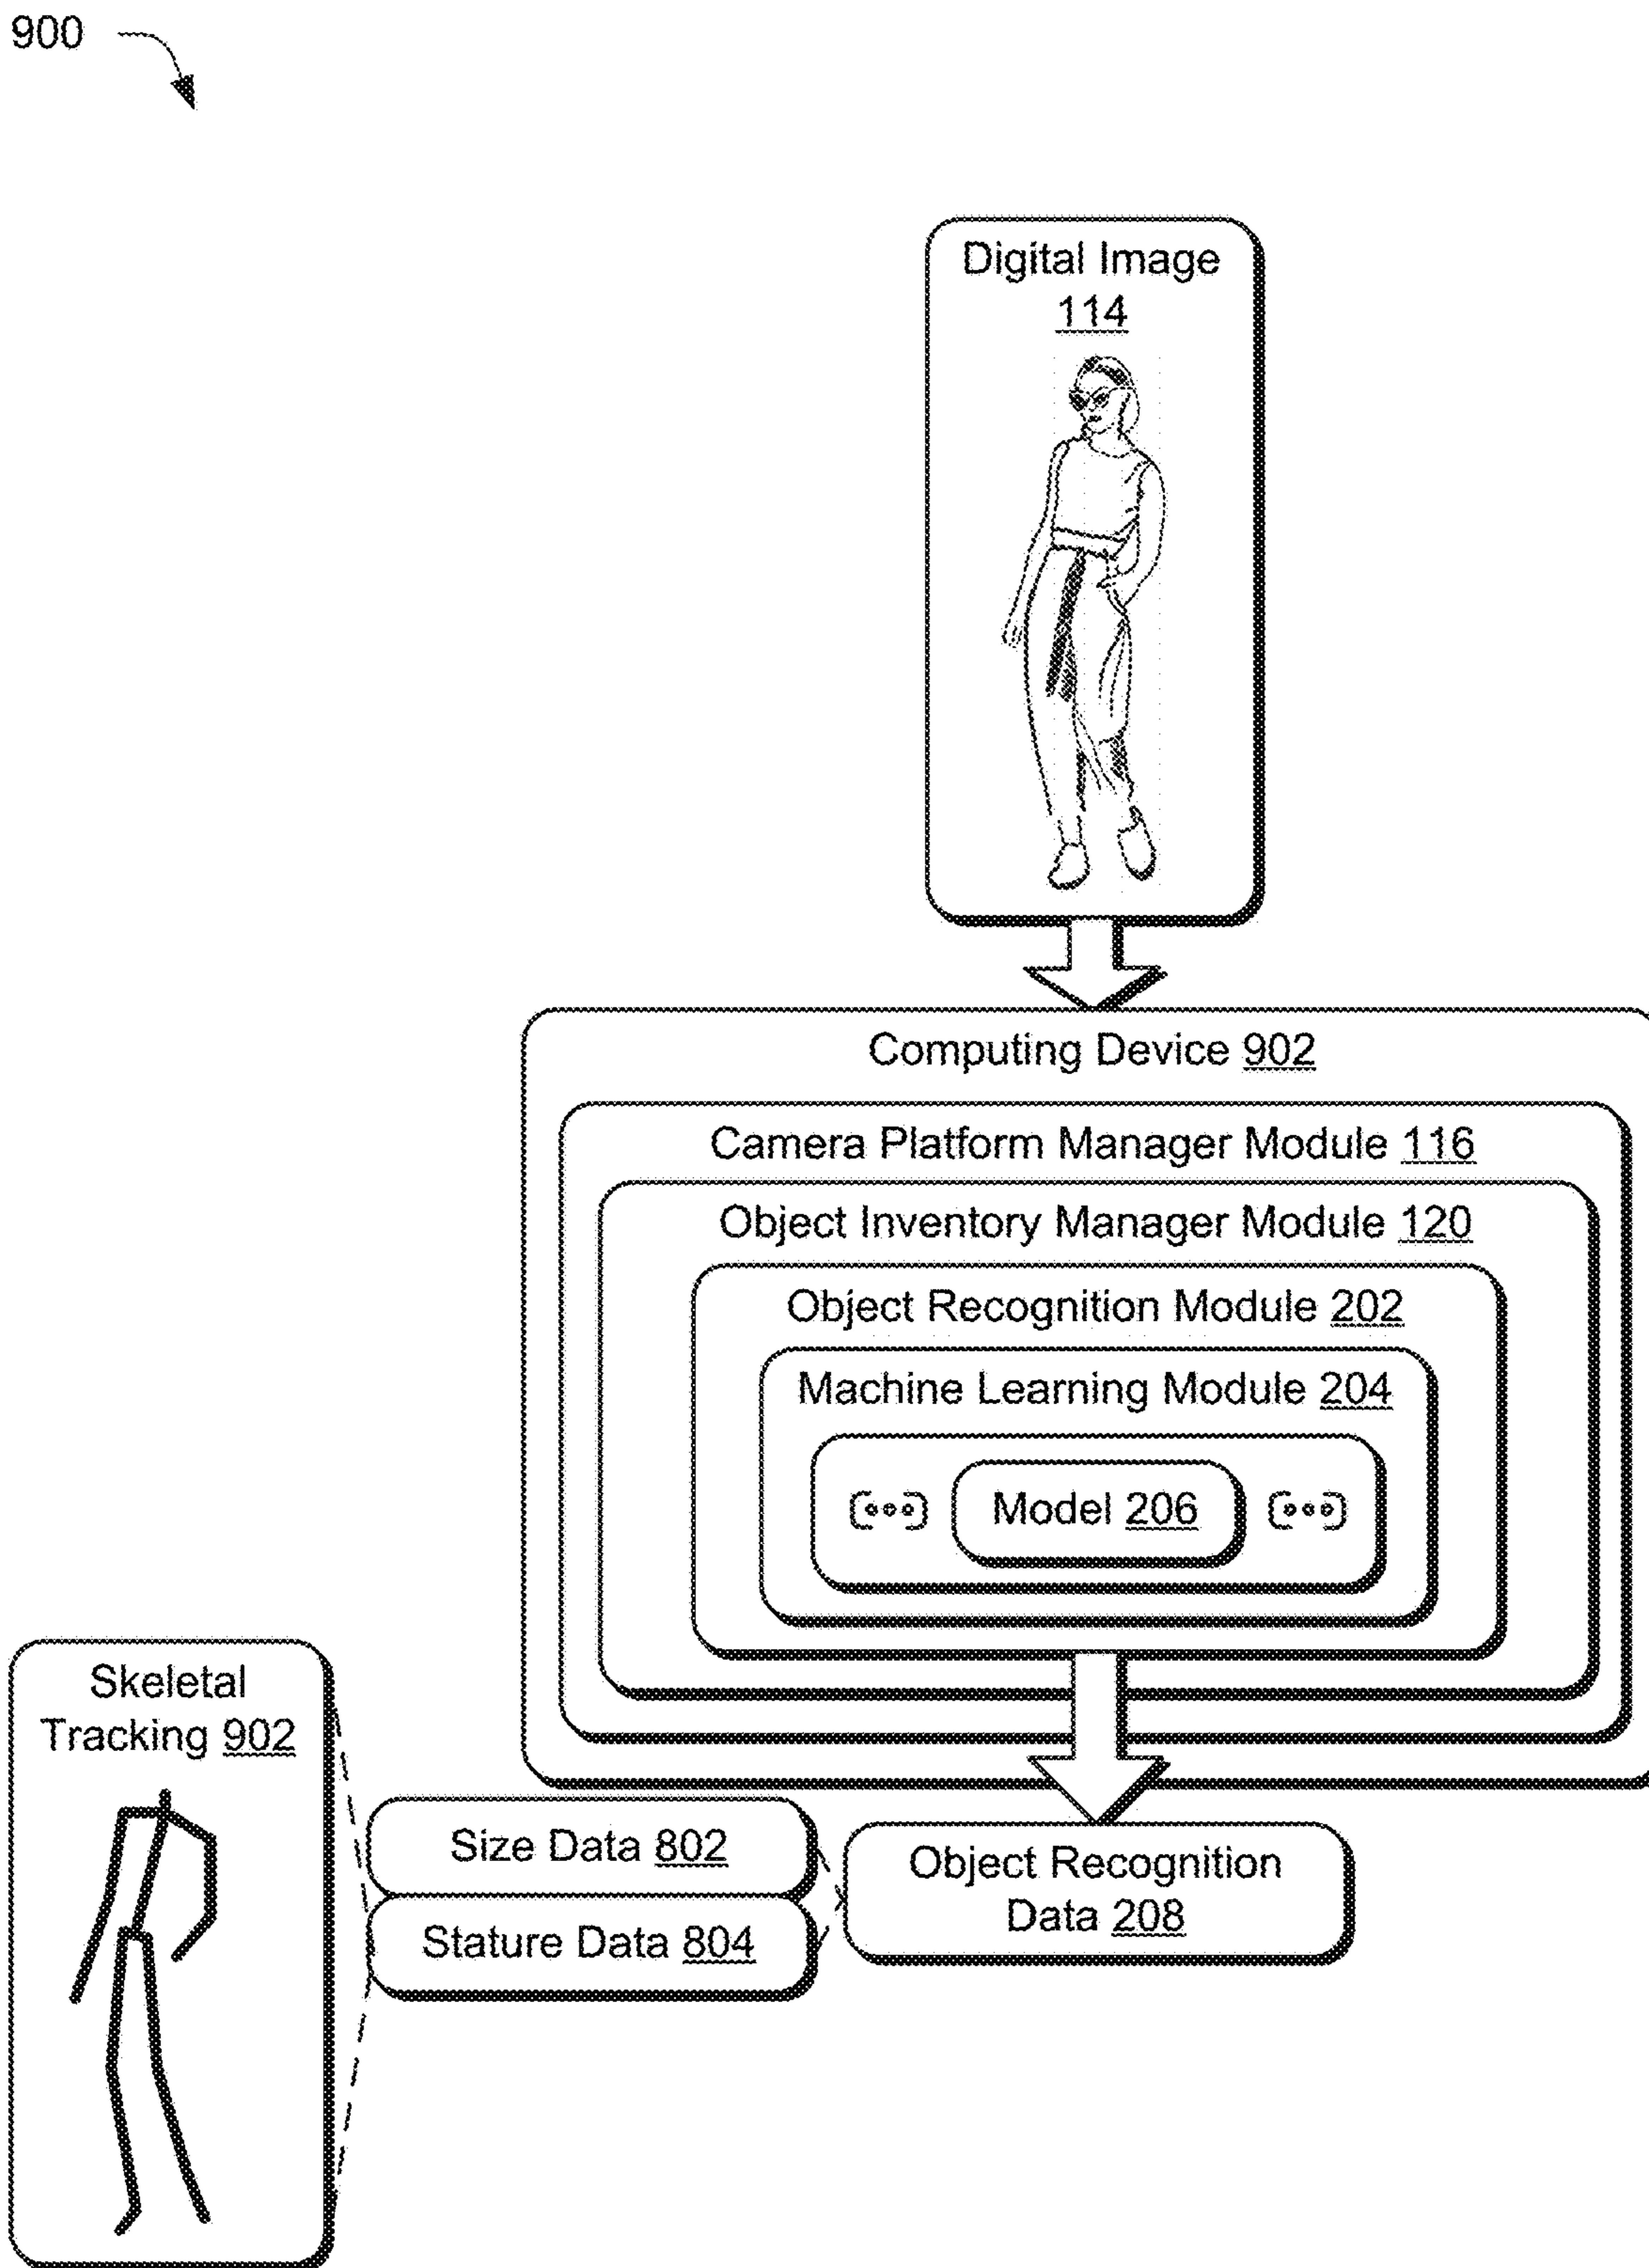 900
Digital Image
114
Computing Device 902
Camera Platform Manager Module 116
Object Inventory Manager Module 120
Object Recognition Module 202
Machine Learning Module 204
Model 206
Skeletal
Tracking 902
Size Data 802
Stature Data 804
Object Recognition
Data 208